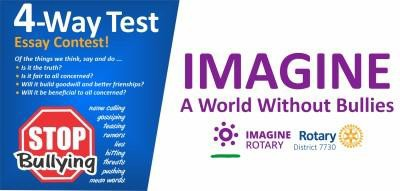 4-Way Test
Essay Contest!
Of the things we think, say and do ...
• Is it the truth?
• Is it fair to all concerned?
• Will it build goodwill and better frienships?
• Will it be beneficial to all concerned?
name calling
gossiping
teasing
rumors
lies
hitting
threats
pushing
mean words
STOP
Bullying
IMAGINE
A World Without Bullies
IMAGINE
ROTARY
Rotary
District 7730